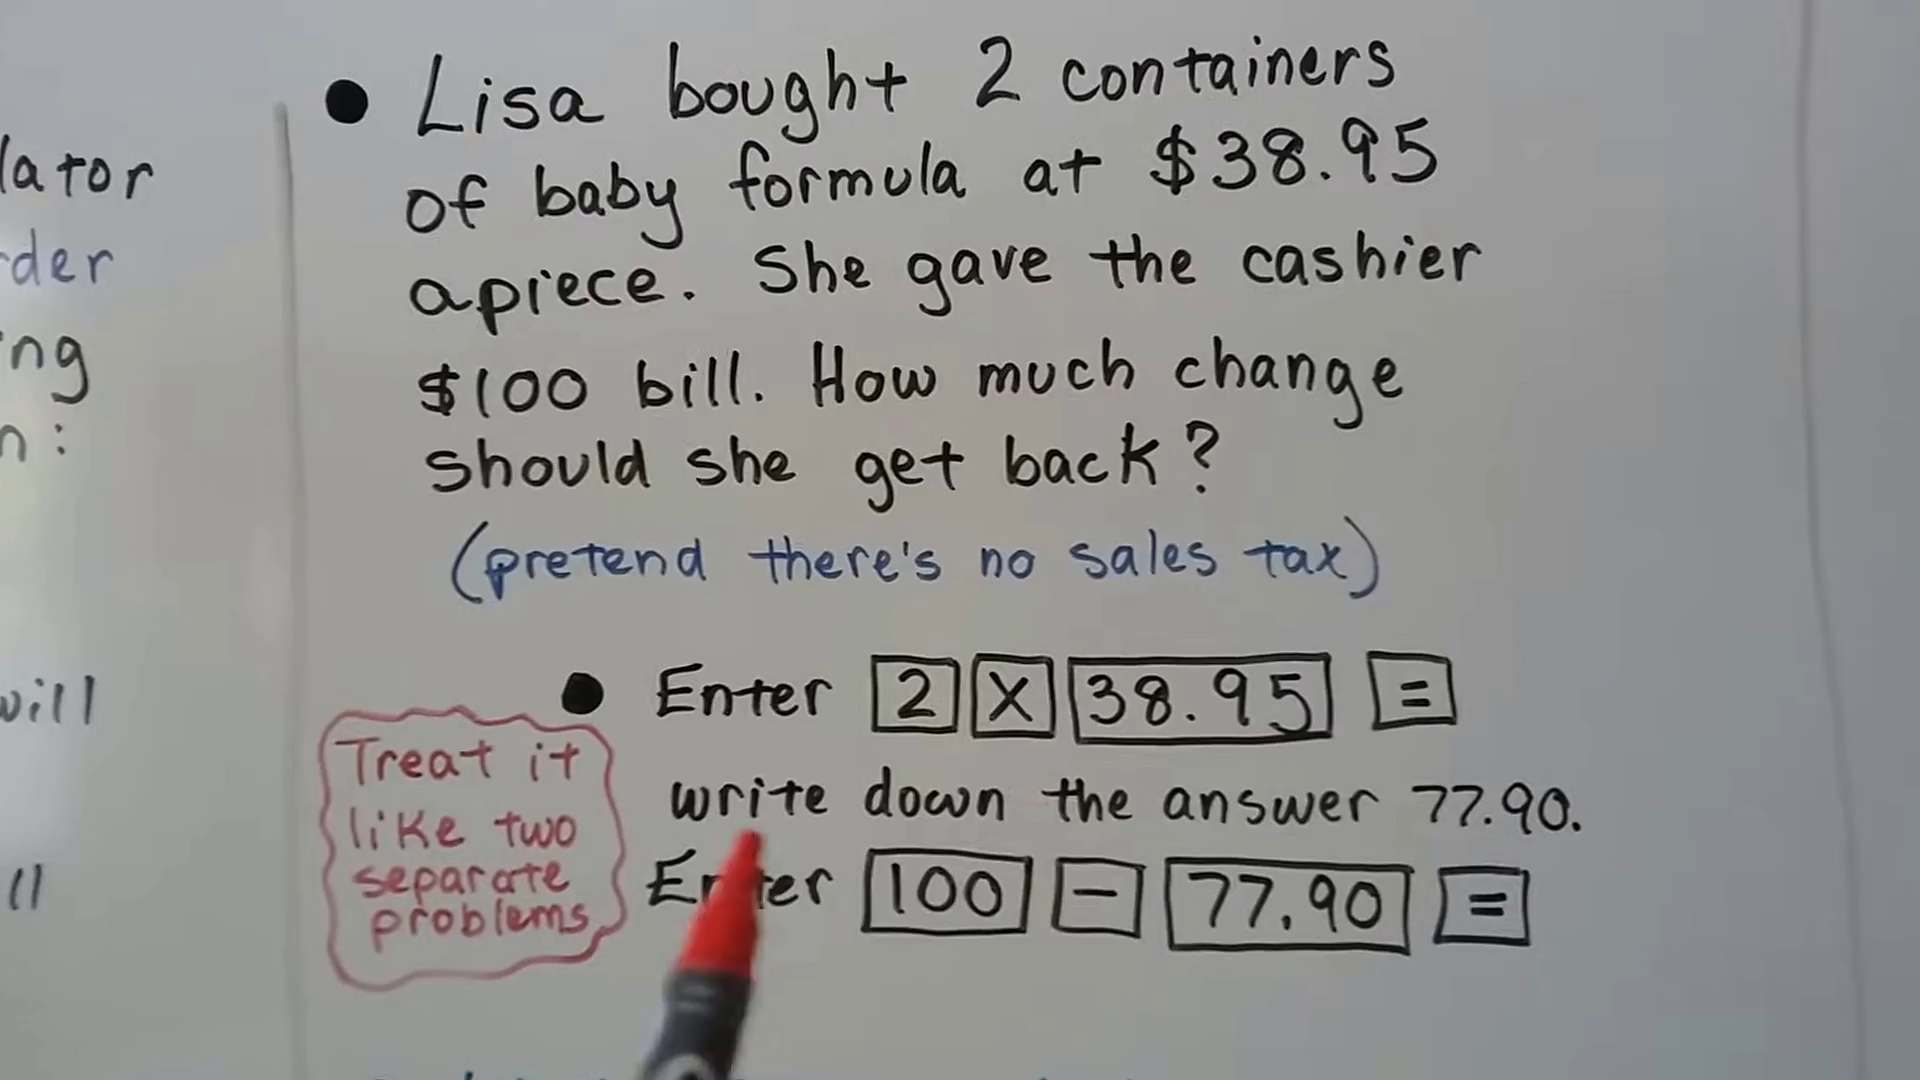 lator
rder
ng
n:
will
ll
● Lisa bought 2 containers
of baby formula at $38.95
apiece. She gave the cashier
$100 bill. How much change
should she get back?
(pretend there's no sales tax)
● Enter 2 X 38.95 =
write down the answer 77.90.
Enter 100 - 77.90 =
Treat it
like two
separate
problems